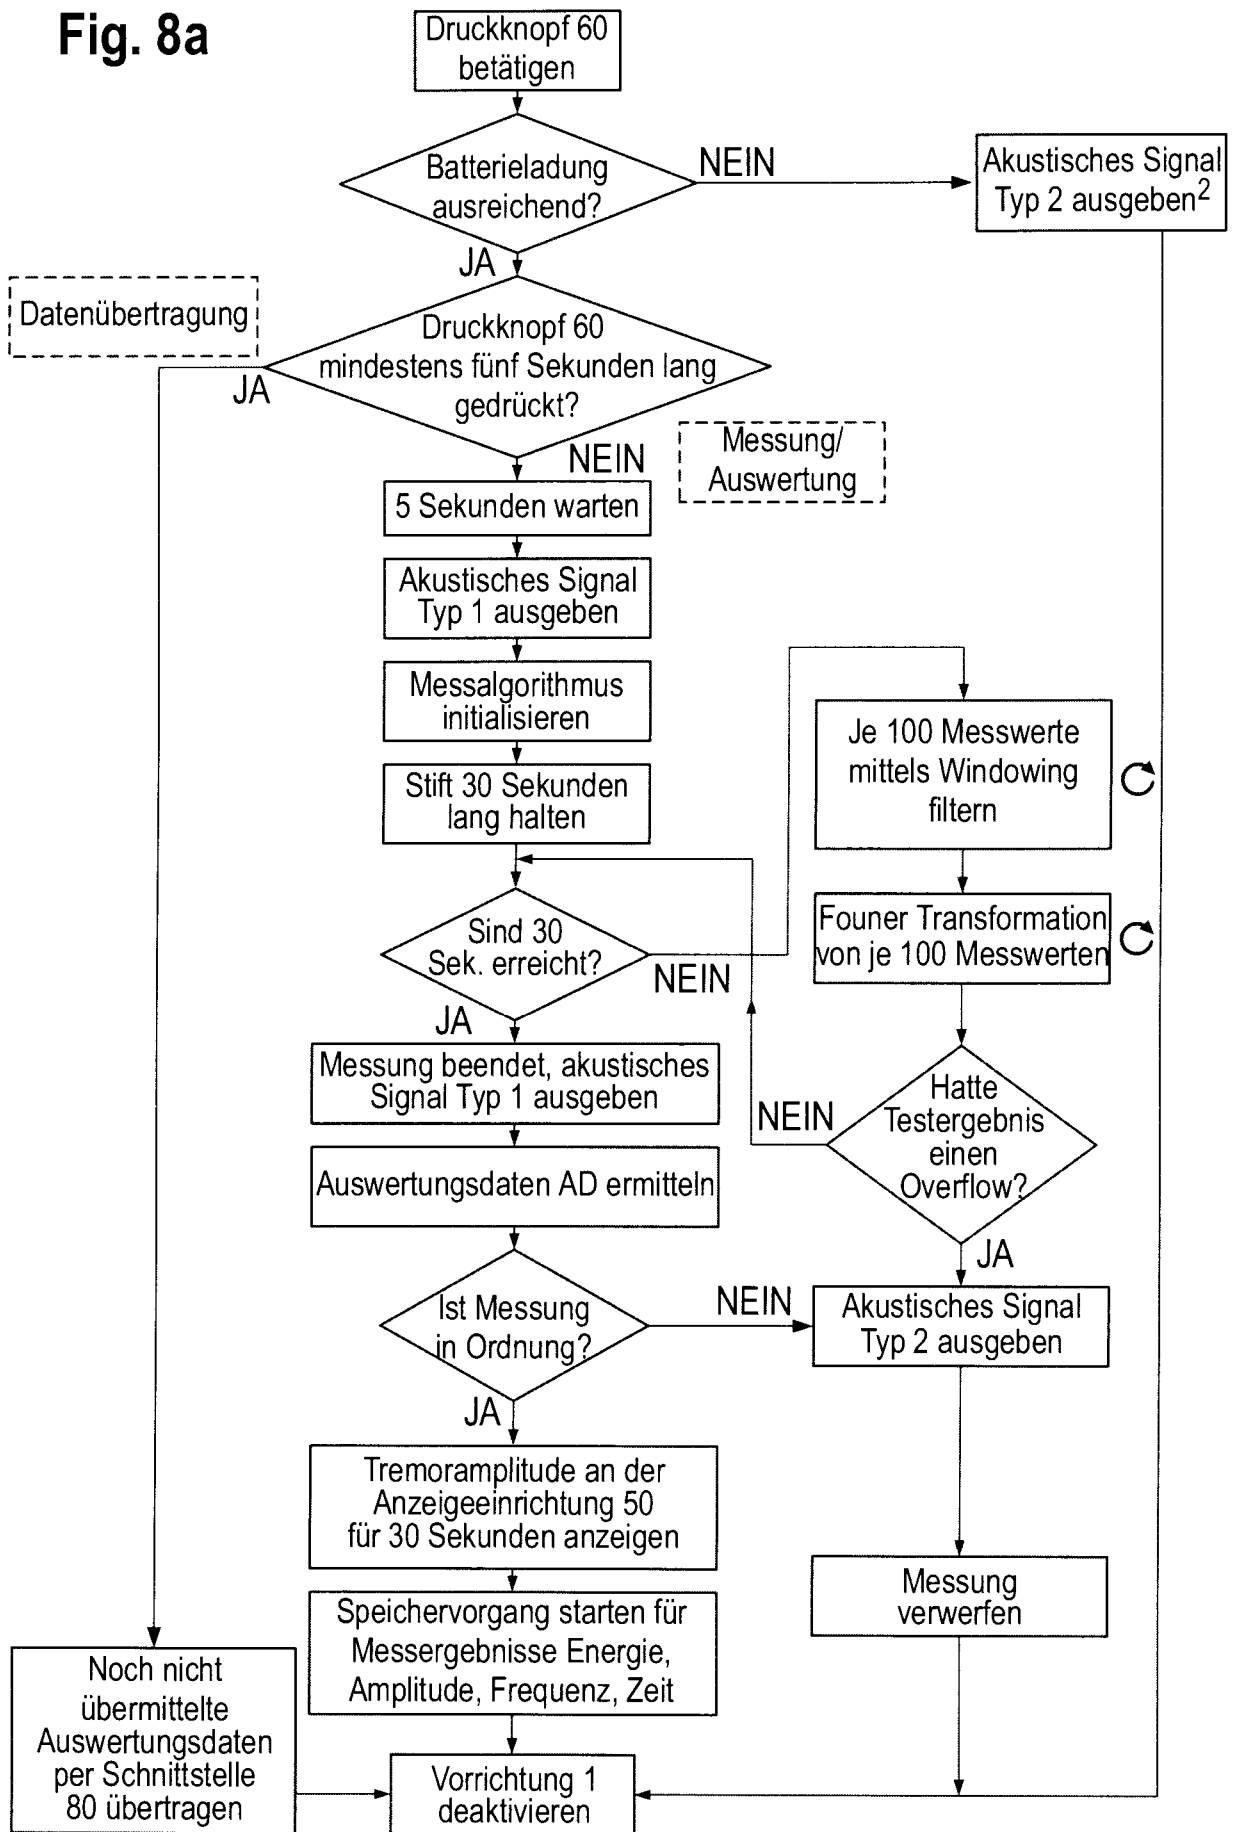 Fig. 8a
Druckknopf 60
betätigen
Batterieladung
ausreichend?
NEIN
Akustisches Signal
Typ 2 ausgeben²
JA
Datenübertragung
Druckknopf 60
mindestens fünf Sekunden lang
gedrückt?
JA
NEIN
Messung/
Auswertung
5 Sekunden warten
Akustisches Signal
Typ 1 ausgeben
Messalgorithmus
initialisieren
Stift 30 Sekunden
lang halten
Sind 30
Sek. erreicht?
NEIN
Je 100 Messwerte
mittels Windowing
filtern
Founer Transformation
von je 100 Messwerten
Hatte
Testergebnis
einen
Overflow?
NEIN
JA
JA
Messung beendet, akustisches
Signal Typ 1 ausgeben
Auswertungsdaten AD ermitteln
Ist Messung
in Ordnung?
NEIN
Akustisches Signal
Typ 2 ausgeben
Messung
verwerfen
JA
Tremoramplitude an der
Anzeigeeinrichtung 50
für 30 Sekunden anzeigen
Speichervorgang starten für
Messergebnisse Energie,
Amplitude, Frequenz, Zeit
Noch nicht
übermittelte
Auswertungsdaten
per Schnittstelle
80 übertragen
Vorrichtung 1
deaktivieren